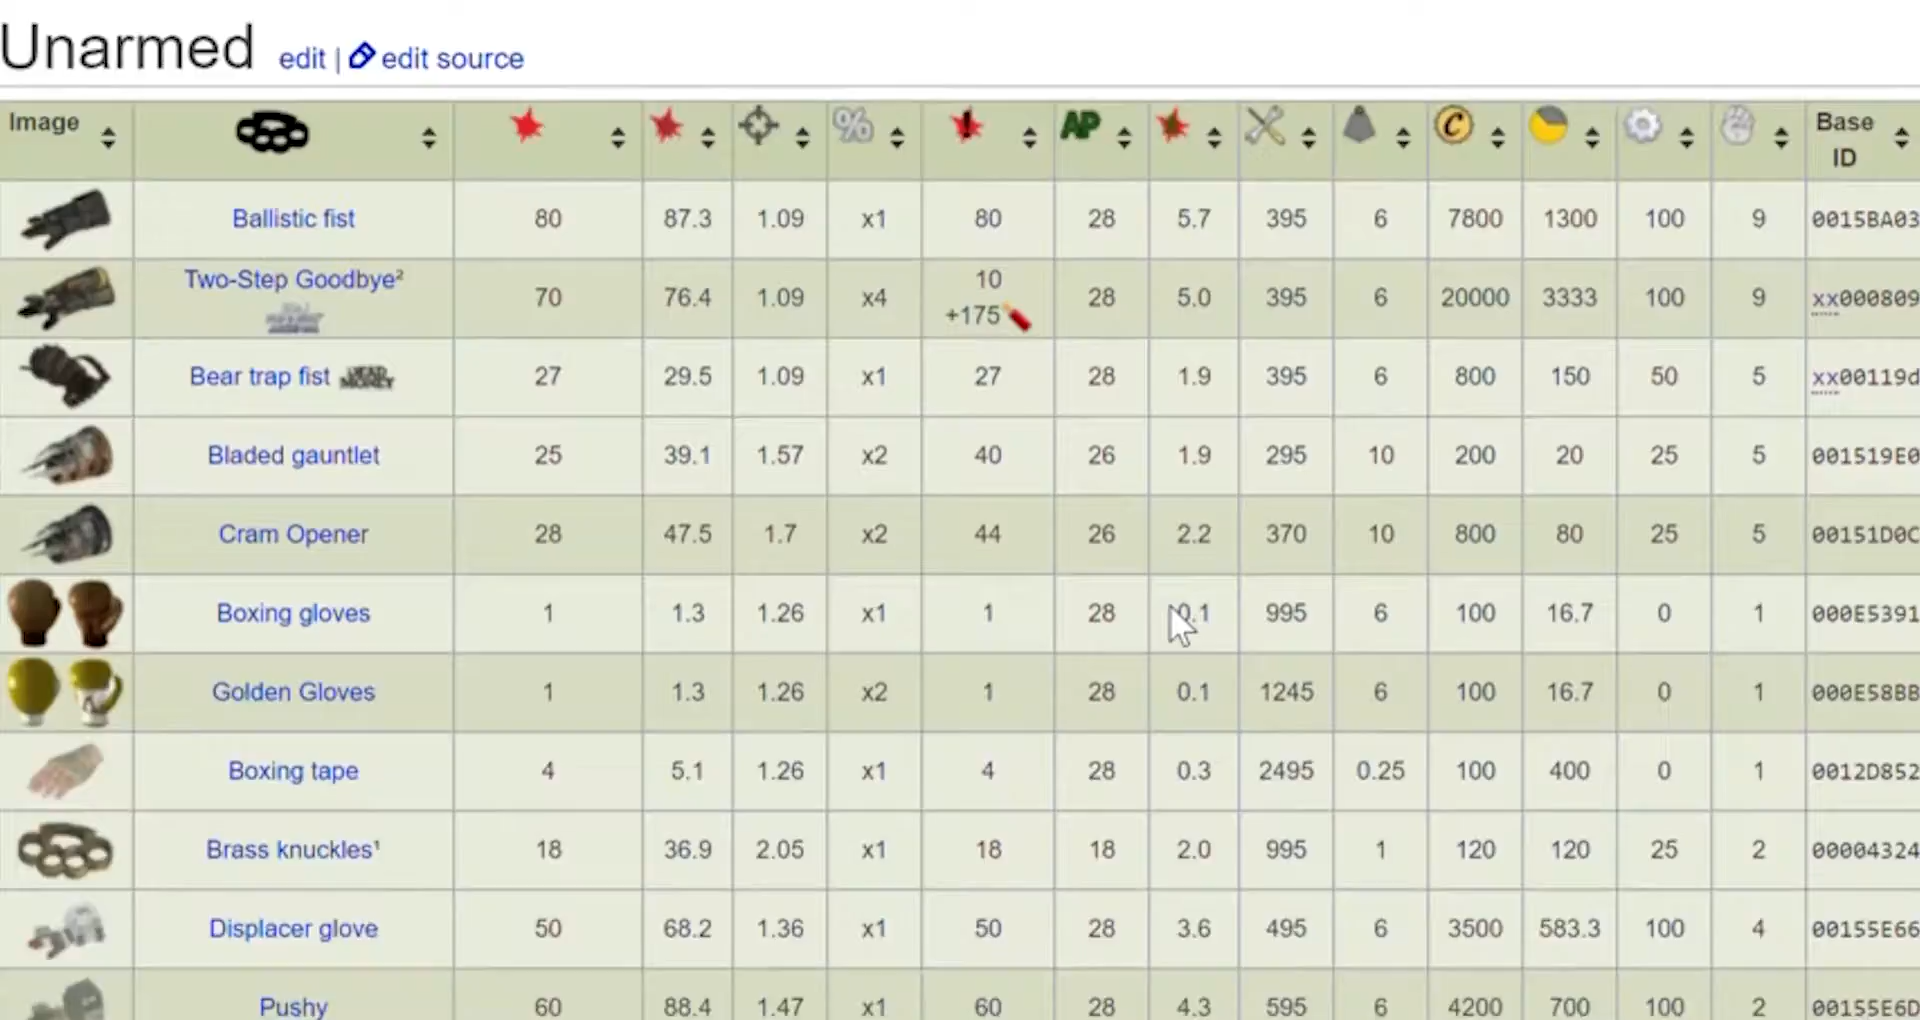 Unarmed edit | edit source
Image % AP C Base ID
Ballistic fist 80 87.3 1.09 x1 80 28 5.7 395 6 7800 1300 100 9 0015BA03
Two-Step Goodbye² 70 76.4 1.09 x4 10 +175 28 5.0 395 6 20000 3333 100 9 xx000809
Bear trap fist DEAD MONEY 27 29.5 1.09 x1 27 28 1.9 395 6 800 150 50 5 xx00119d
Bladed gauntlet 25 39.1 1.57 x2 40 26 1.9 295 10 200 20 25 5 001519E0
Cram Opener 28 47.5 1.7 x2 44 26 2.2 370 10 800 80 25 5 00151D0C
Boxing gloves 1 1.3 1.26 x1 1 28 0.1 995 6 100 16.7 0 1 000E5391
Golden Gloves 1 1.3 1.26 x2 1 28 0.1 1245 6 100 16.7 0 1 000E58BB
Boxing tape 4 5.1 1.26 x1 4 28 0.3 2495 0.25 100 400 0 1 0012D852
Brass knuckles¹ 18 36.9 2.05 x1 18 18 2.0 995 1 120 120 25 2 00004324
Displacer glove 50 68.2 1.36 x1 50 28 3.6 495 6 3500 583.3 100 4 00155E66
Pushy 60 88.4 1.47 x1 60 28 4.3 595 6 4200 700 100 2 00155E6D